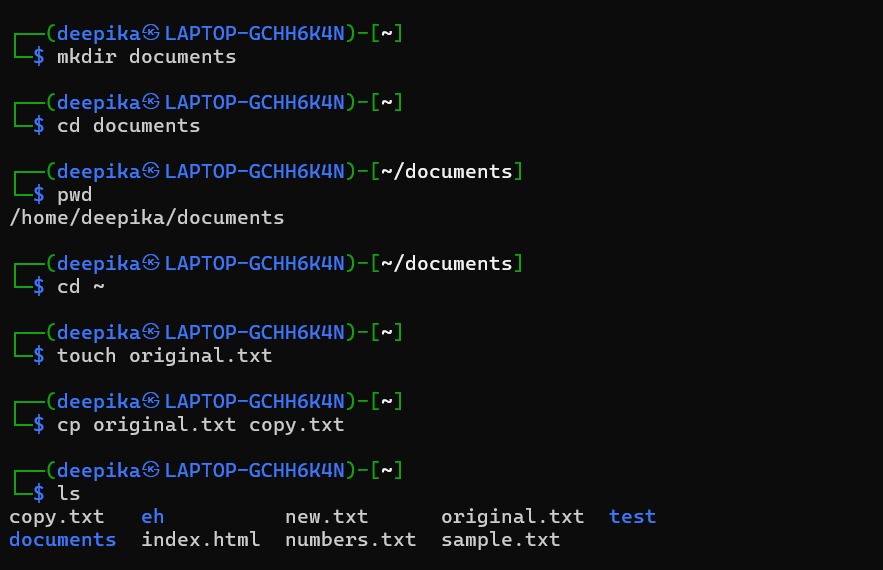 ┌──(deepika㉿LAPTOP-GCHH6K4N)-[~]
└─$ mkdir documents
┌──(deepika㉿LAPTOP-GCHH6K4N)-[~]
└─$ cd documents
┌──(deepika㉿LAPTOP-GCHH6K4N)-[~/documents]
└─$ pwd
/home/deepika/documents
┌──(deepika㉿LAPTOP-GCHH6K4N)-[~/documents]
└─$ cd ~
┌──(deepika㉿LAPTOP-GCHH6K4N)-[~]
└─$ touch original.txt
┌──(deepika㉿LAPTOP-GCHH6K4N)-[~]
└─$ cp original.txt copy.txt
┌──(deepika㉿LAPTOP-GCHH6K4N)-[~]
└─$ ls
copy.txt   eh          new.txt      original.txt  test
documents  index.html  numbers.txt  sample.txt